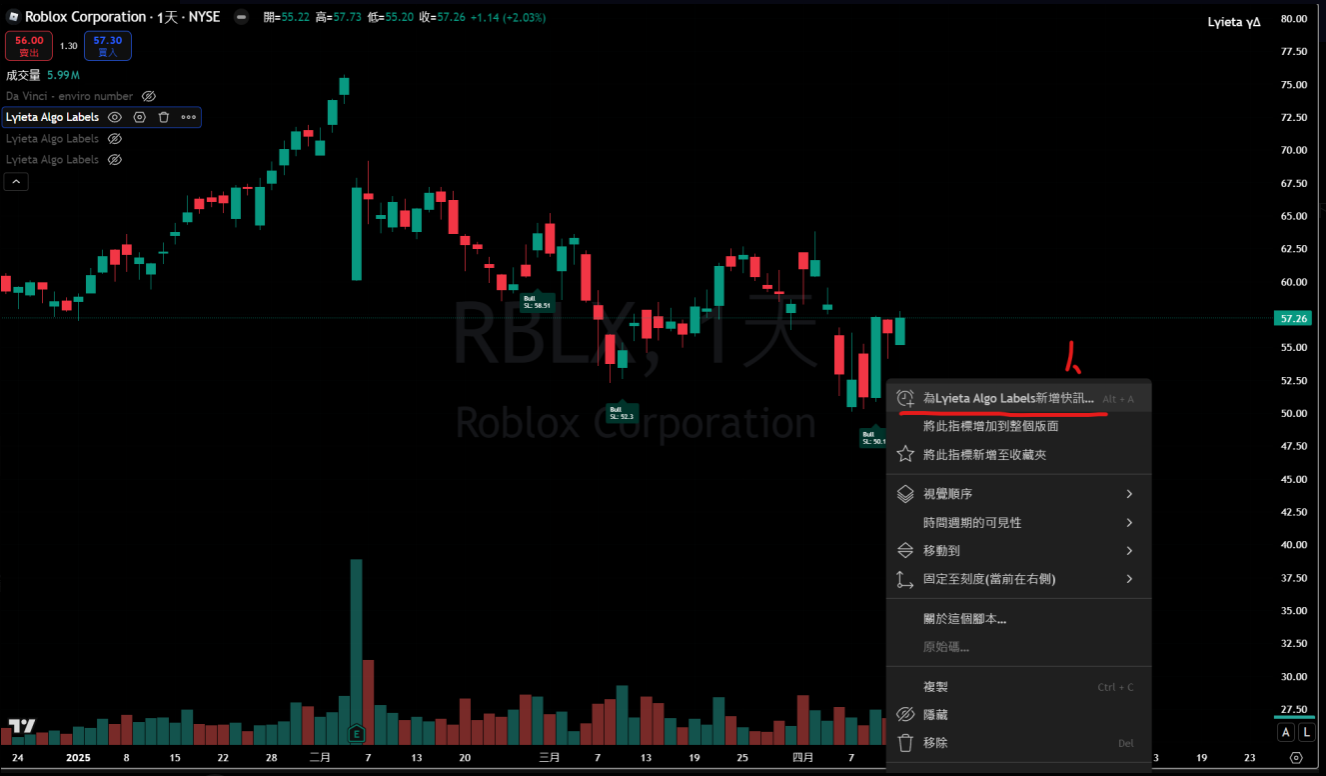 Roblox Corporation · 1天 · NYSE 開=55.22 高=57.73 低=55.20 收=57.26 +1.14 (+2.03%)
Lyieta γΔ
56.00
賣出
1.30
57.30
買入
成交量 5.99 M
Da Vinci - enviro number
Lyieta Algo Labels
Lyieta Algo Labels
Lyieta Algo Labels
RBLX, 1天
Roblox Corporation
Bull
SL: 58.51
Bull
SL: 52.3
Bull
SL: 50.1
為Lyieta Algo Labels新增快訊... Alt + A
將此指標增加到整個版面
將此指標新增至收藏夾
視覺順序
時間週期的可見性
移動到
固定至刻度(當前在右側)
關於這個腳本...
原始碼...
複製 Ctrl + C
隱藏
移除 Del
80.00
77.50
75.00
72.50
70.00
67.50
65.00
62.50
60.00
57.26
55.00
52.50
50.00
47.50
45.00
42.50
40.00
37.50
35.00
32.50
30.00
27.50
A L
E
24 2025 8 15 22 28 二月 7 13 20 三月 7 13 19 25 四月 7 3 19 23